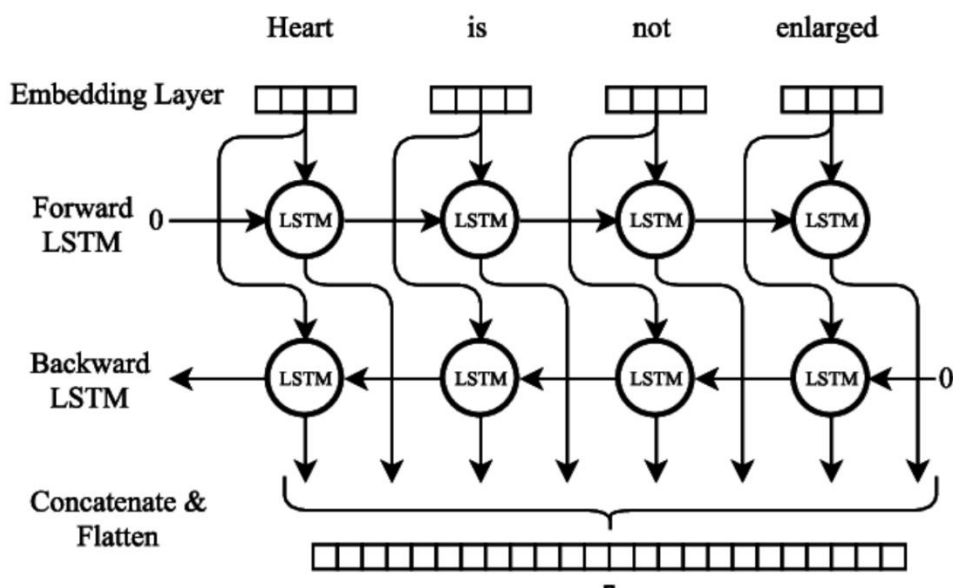 Heart is not enlarged
Embedding Layer
Forward
LSTM
0
LSTM LSTM LSTM LSTM
Backward
LSTM
LSTM LSTM LSTM LSTM
0
Concatenate &
Flatten